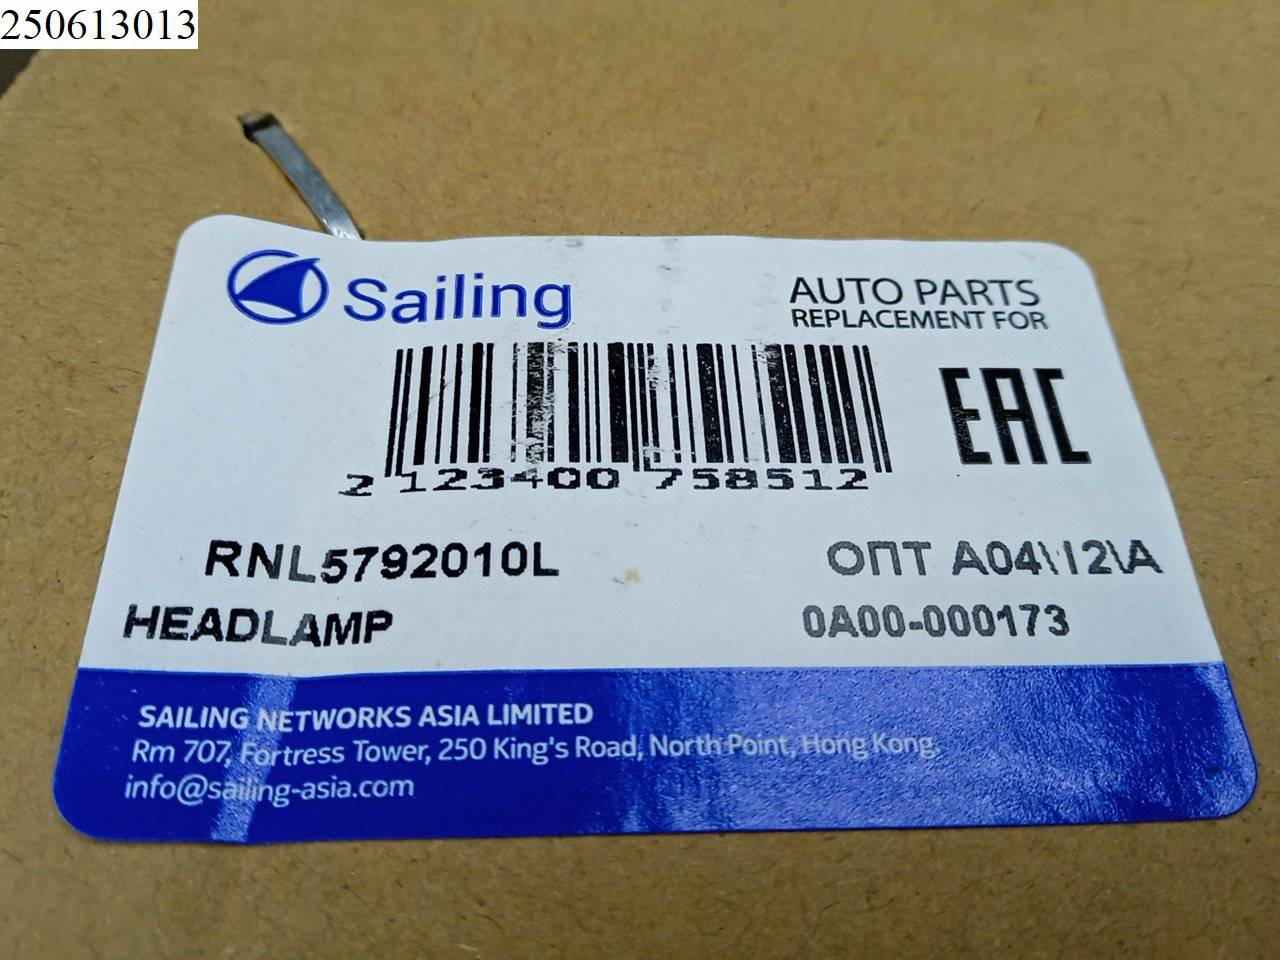 250613013
Sailing
AUTO PARTS
REPLACEMENT FOR
EAC
2 123400 758512
RNL5792010L
ОПТ A04\12\A
HEADLAMP
0A00-000173
SAILING NETWORKS ASIA LIMITED
Rm 707, Fortress Tower, 250 King's Road, North Point, Hong Kong.
info@sailing-asia.com